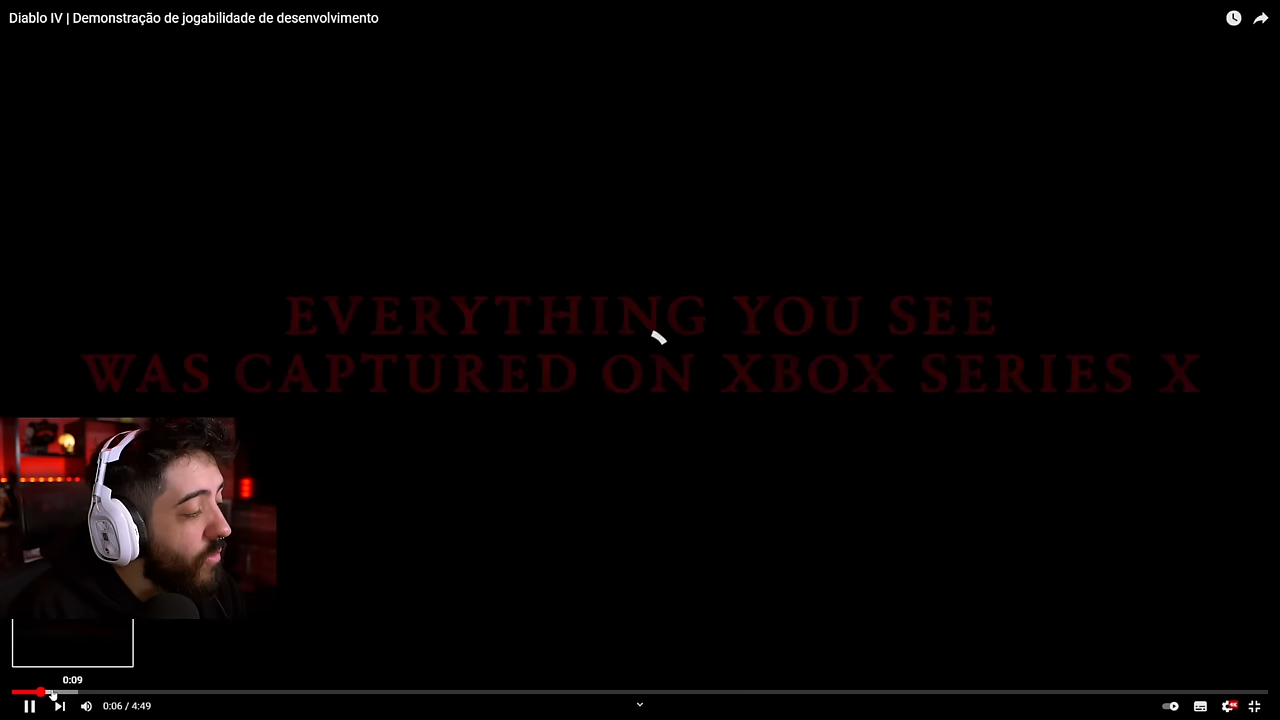 Diablo IV | Demonstração de jogabilidade de desenvolvimento
EVERYTHING YOU SEE
WAS CAPTURED ON XBOX SERIES X
0:09
0:06 / 4:49
4K